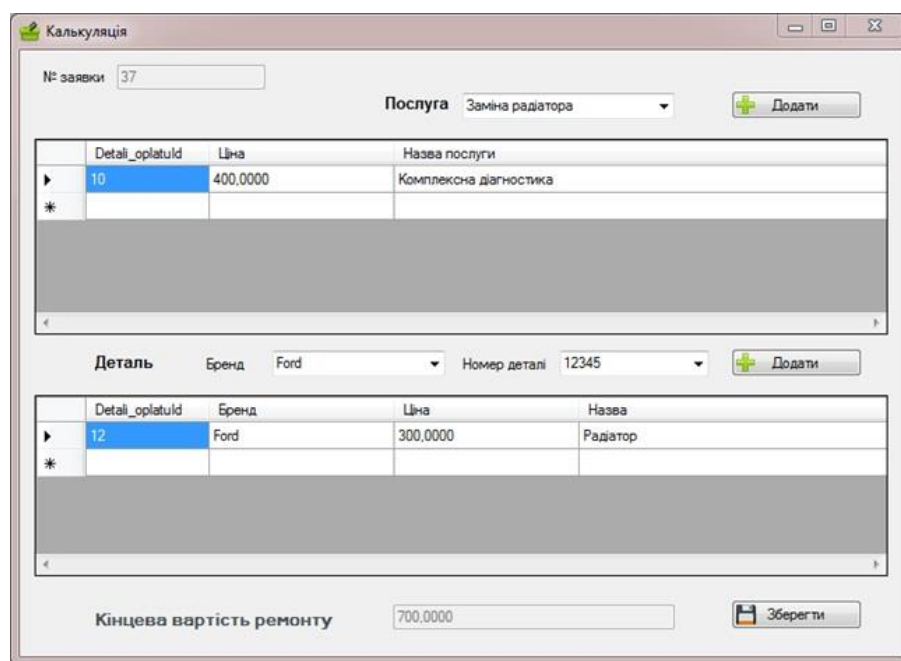 Калькуляція
№ заявки 37
Послуга Заміна радіатора Додати
Detali_oplatuId Ціна Назва послуги
10 400,0000 Комплексна діагностика
Деталь Бренд Ford Номер деталі 12345 Додати
Detali_oplatuId Бренд Ціна Назва
12 Ford 300,0000 Радіатор
Кінцева вартість ремонту 700,0000 Зберегти